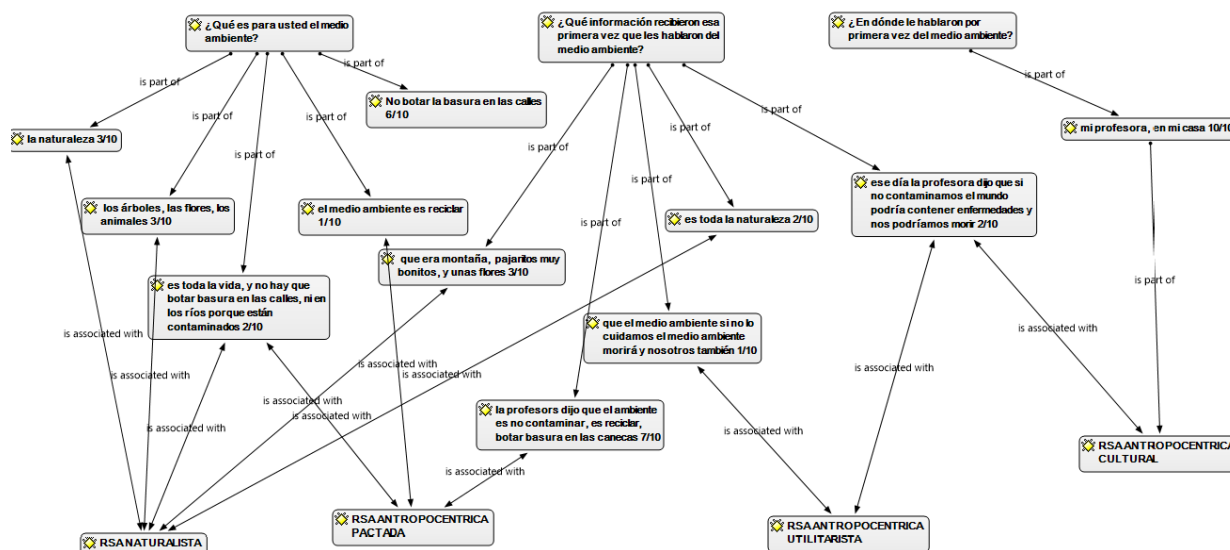 ¿Qué es para usted el medio
ambiente?
¿Qué información recibieron esa
primera vez que les hablaron del
medio ambiente?
¿En dónde le hablaron por
primera vez del medio ambiente?
is part of
is part of
is part of
is part of
is part of
No botar la basura en las calles
6/10
is part of
is part of
is part of
is part of
is part of
is part of
la naturaleza 3/10
mi profesora, en mi casa 10/10
los árboles, las flores, los
animales 3/10
el medio ambiente es reciclar
1/10
es toda la naturaleza 2/10
ese día la profesora dijo que si
no contaminamos el mundo
podría contener enfermedades y
nos podríamos morir 2/10
que era montaña, pajaritos muy
bonitos, y unas flores 3/10
es toda la vida, y no hay que
botar basura en las calles, ni en
los ríos porque están
contaminados 2/10
is part of
que el medio ambiente si no lo
cuidamos el medio ambiente
morirá y nosotros también 1/10
is associated with
is associated with
is associated with
is associated with
is associated with
is associated with
is associated with
la profesors dijo que el ambiente
es no contaminar, es reciclar,
botar basura en las canecas 7/10
is associated with
is associated with
RSA ANTROPOCENTRICA
CULTURAL
RSA ANTROPOCENTRICA
PACTADA
RSA ANTROPOCENTRICA
UTILITARISTA
RSA NATURALISTA